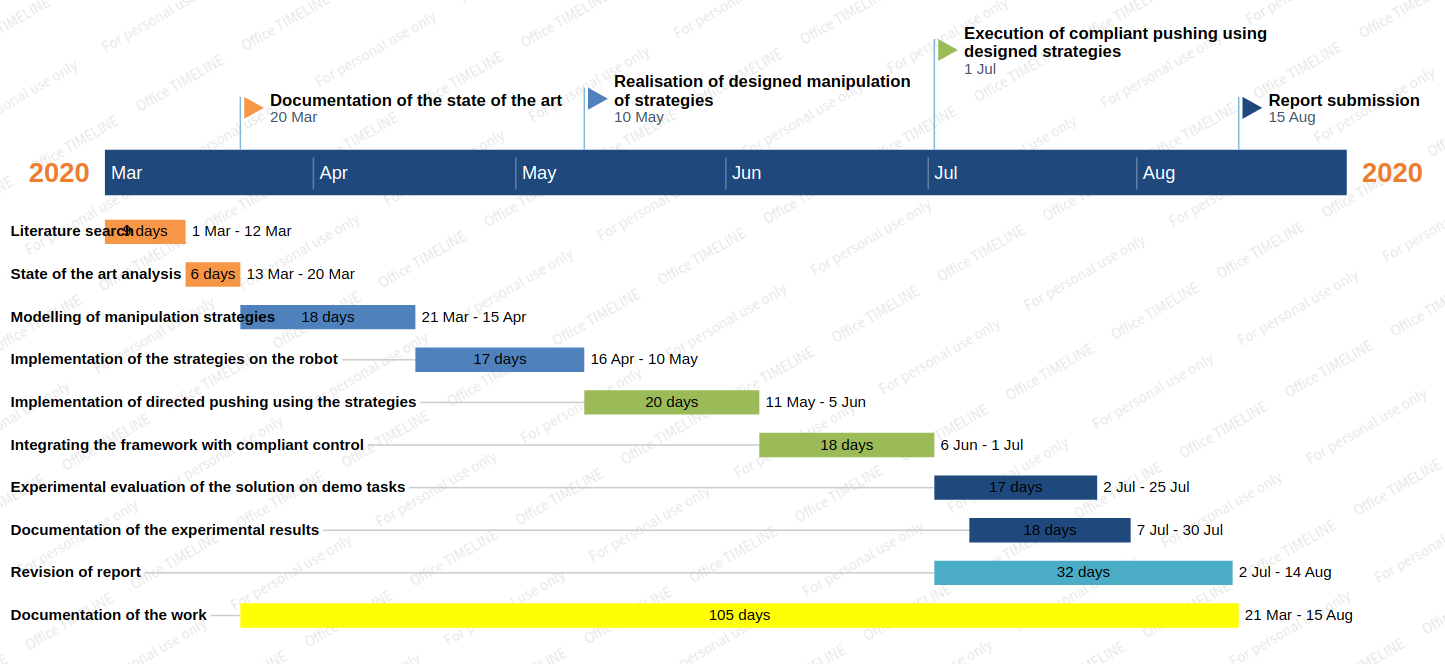 Execution of compliant pushing using
designed strategies
1 Jul
Realisation of designed manipulation
of strategies
10 May
Documentation of the state of the art
20 Mar
Report submission
15 Aug
2020 Mar Apr May Jun Jul Aug 2020
Literature search 9 days 1 Mar - 12 Mar
State of the art analysis 6 days 13 Mar - 20 Mar
Modelling of manipulation strategies 18 days 21 Mar - 15 Apr
Implementation of the strategies on the robot 17 days 16 Apr - 10 May
Implementation of directed pushing using the strategies 20 days 11 May - 5 Jun
Integrating the framework with compliant control 18 days 6 Jun - 1 Jul
Experimental evaluation of the solution on demo tasks 17 days 2 Jul - 25 Jul
Documentation of the experimental results 18 days 7 Jul - 30 Jul
Revision of report 32 days 2 Jul - 14 Aug
Documentation of the work 105 days 21 Mar - 15 Aug
Office TIMELINE
For personal use only